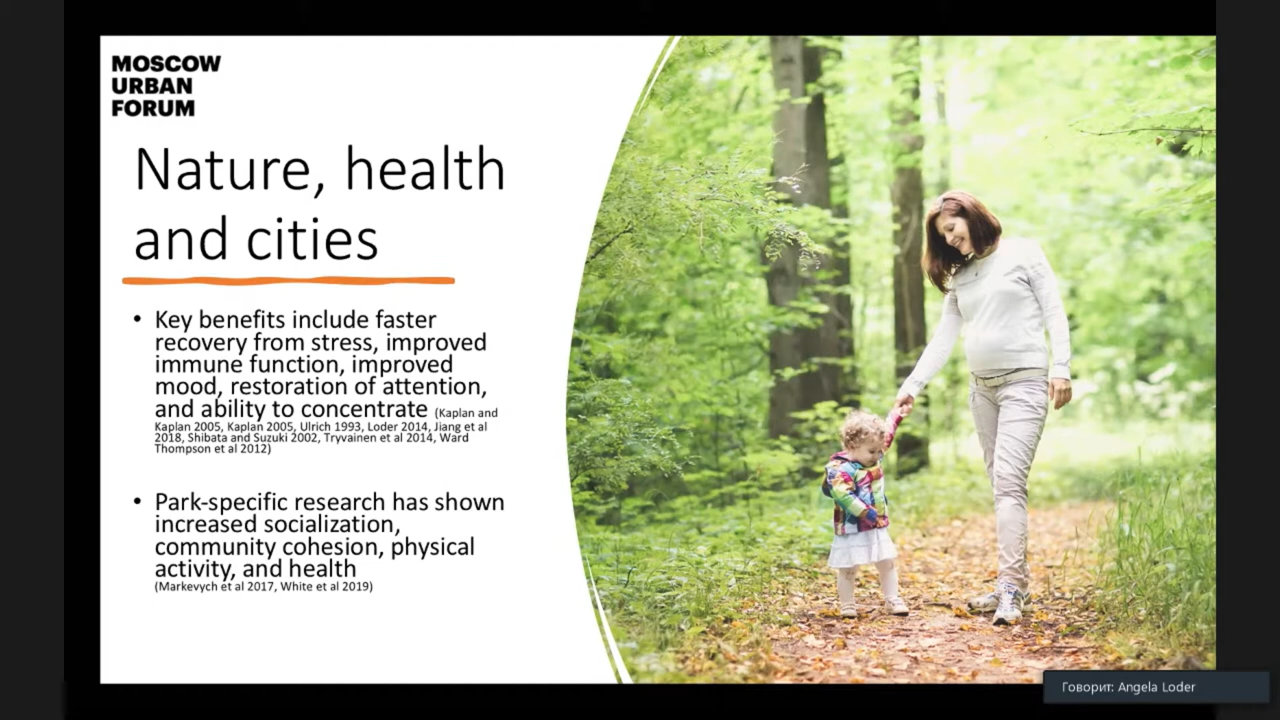 MOSCOW
URBAN
FORUM
Nature, health
and cities
• Key benefits include faster
recovery from stress, improved
immune function, improved
mood, restoration of attention,
and ability to concentrate (Kaplan and
Kaplan 2005, Kaplan 2005, Ulrich 1993, Loder 2014, Jiang et al
2018, Shibata and Suzuki 2002, Tryvainen et al 2014, Ward
Thompson et al 2012)
• Park-specific research has shown
increased socialization,
community cohesion, physical
activity, and health
(Markevych et al 2017, White et al 2019)
Говорит: Angela Loder